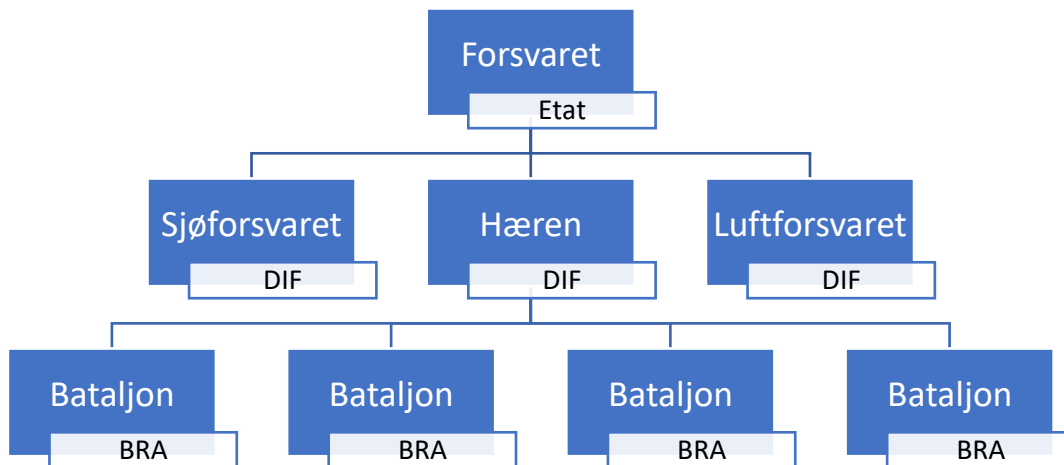 Forsvaret
Etat
Sjøforsvaret
DIF
Hæren
DIF
Luftforsvaret
DIF
Bataljon
BRA
Bataljon
BRA
Bataljon
BRA
Bataljon
BRA